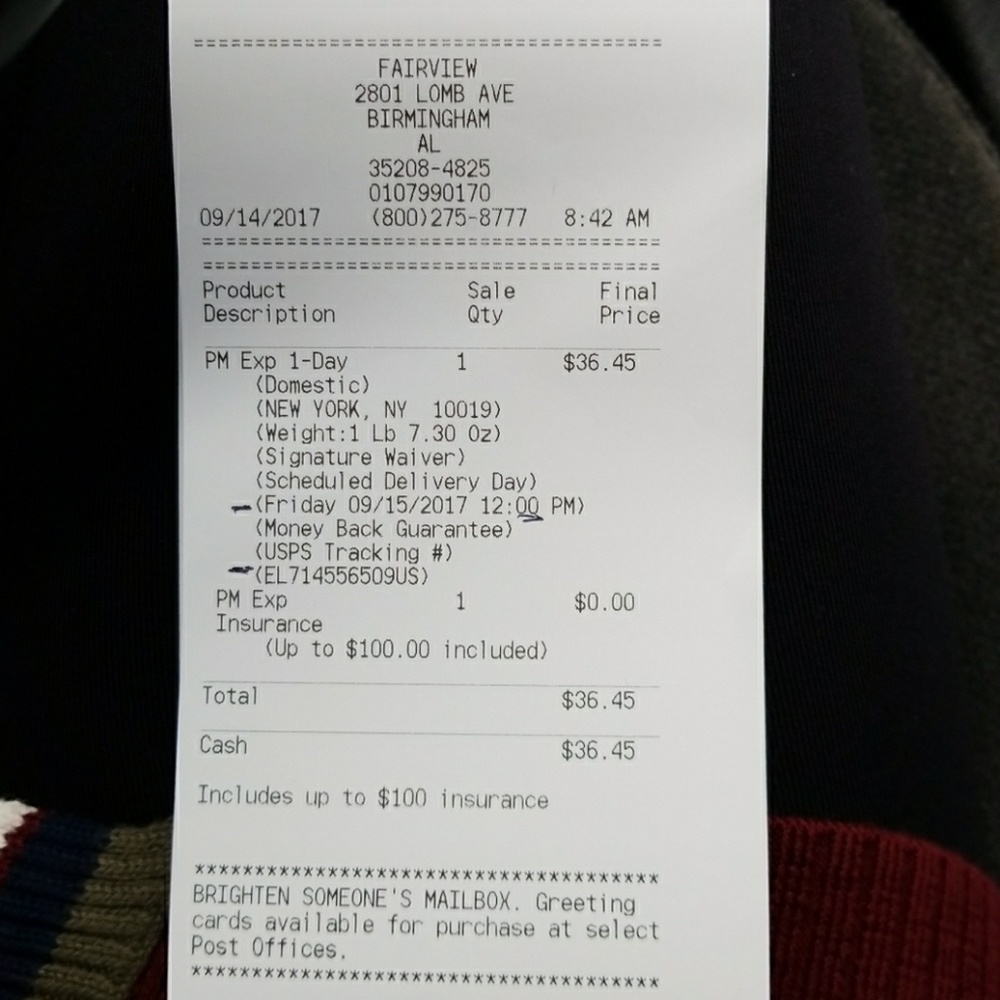 ======================================
FAIRVIEW
2801 LOMB AVE
BIRMINGHAM
AL
35208-4825
0107990170
09/14/2017 (800)275-8777 8:42 AM
======================================
======================================
Product Sale Final
Description Qty Price
PM Exp 1-Day 1 $36.45
(Domestic)
(NEW YORK, NY 10019)
(Weight:1 Lb 7.30 Oz)
(Signature Waiver)
(Scheduled Delivery Day)
(Friday 09/15/2017 12:00 PM)
(Money Back Guarantee)
(USPS Tracking #)
(EL714556509US)
PM Exp 1 $0.00
Insurance
(Up to $100.00 included)
Total $36.45
Cash $36.45
Includes up to $100 insurance
**************************************
BRIGHTEN SOMEONE'S MAILBOX. Greeting
cards available for purchase at select
Post Offices.
**************************************